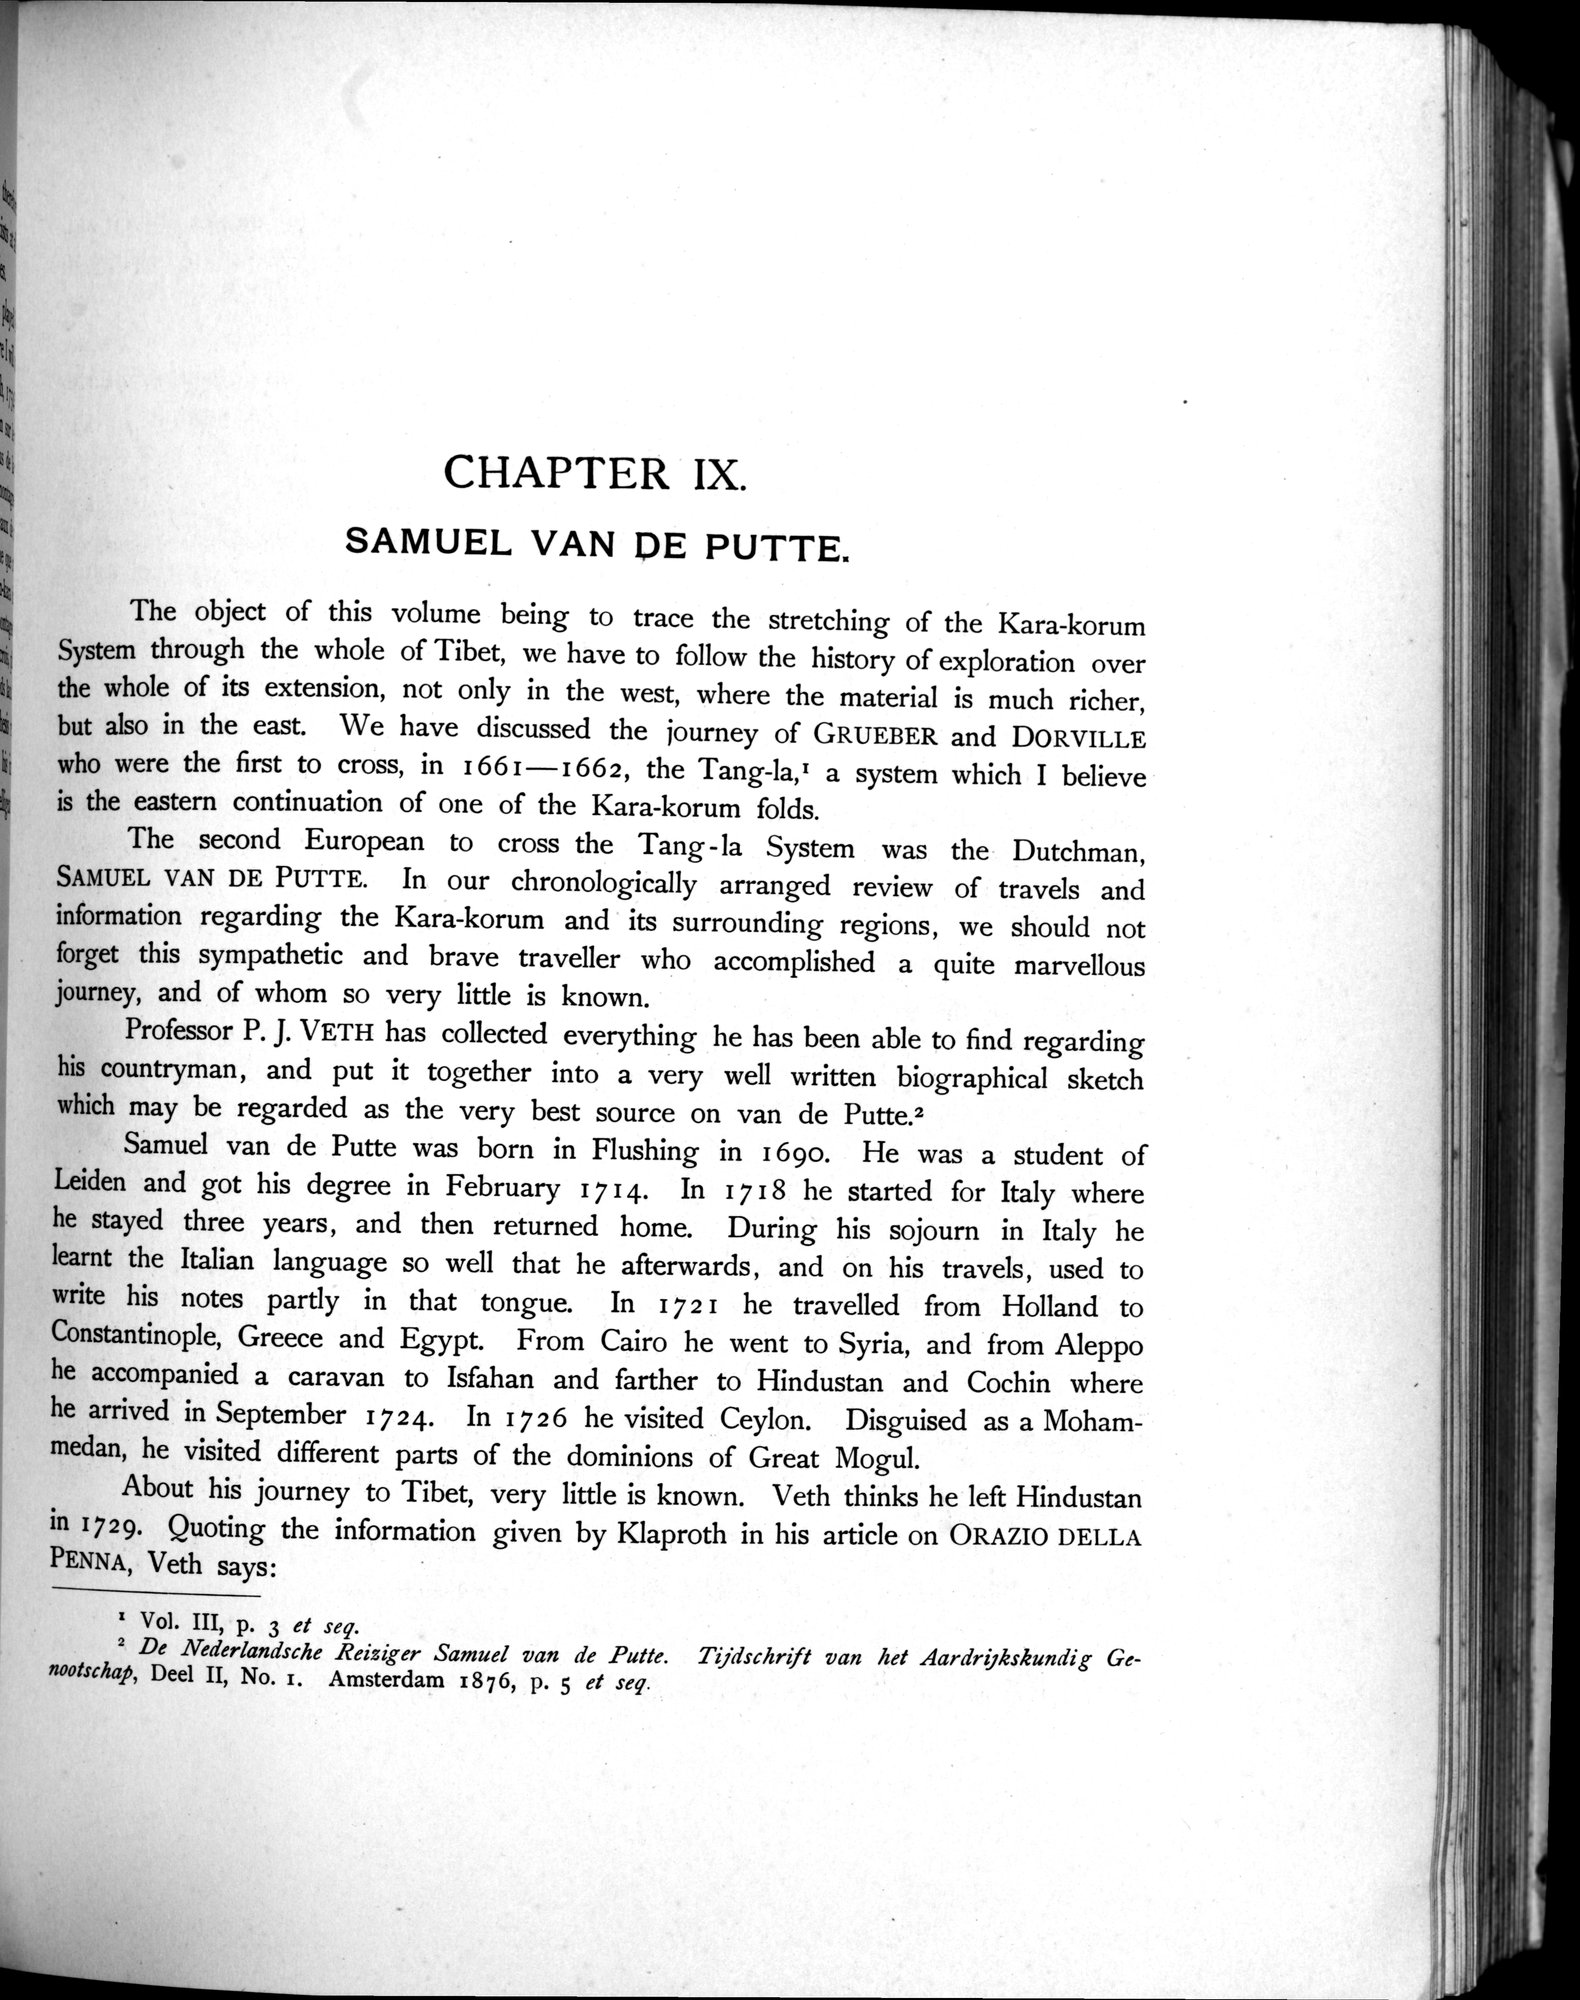 CHAPTER IX.
SAMUEL VAN DE PUTTE.
The object of this volume being to trace the stretching of the Kara-korum
System through the whole of Tibet, we have to follow the history of exploration over
the whole of its extension, not only in the west, where the material is much richer,
but also in the east. We have discussed the journey of GRUEBER and DORVILLE
who were the first to cross, in 1661—1662, the Tang-la,¹ a system which I believe
is the eastern continuation of one of the Kara-korum folds.
The second European to cross the Tang-la System was the Dutchman,
SAMUEL VAN DE PUTTE. In our chronologically arranged review of travels and
information regarding the Kara-korum and its surrounding regions, we should not
forget this sympathetic and brave traveller who accomplished a quite marvellous
journey, and of whom so very little is known.
Professor P. J. VETH has collected everything he has been able to find regarding
his countryman, and put it together into a very well written biographical sketch
which may be regarded as the very best source on van de Putte.²
Samuel van de Putte was born in Flushing in 1690. He was a student of
Leiden and got his degree in February 1714. In 1718 he started for Italy where
he stayed three years, and then returned home. During his sojourn in Italy he
learnt the Italian language so well that he afterwards, and on his travels, used to
write his notes partly in that tongue. In 1721 he travelled from Holland to
Constantinople, Greece and Egypt. From Cairo he went to Syria, and from Aleppo
he accompanied a caravan to Isfahan and farther to Hindustan and Cochin where
he arrived in September 1724. In 1726 he visited Ceylon. Disguised as a Moham-
medan, he visited different parts of the dominions of Great Mogul.
About his journey to Tibet, very little is known. Veth thinks he left Hindustan
in 1729. Quoting the information given by Klaproth in his article on ORAZIO DELLA
PENNA, Veth says:
¹ Vol. III, p. 3 et seq.
² De Nederlandsche Reiziger Samuel van de Putte. Tijdschrift van het Aardrijkskundig Ge-
nootschap, Deel II, No. 1. Amsterdam 1876, p. 5 et seq.